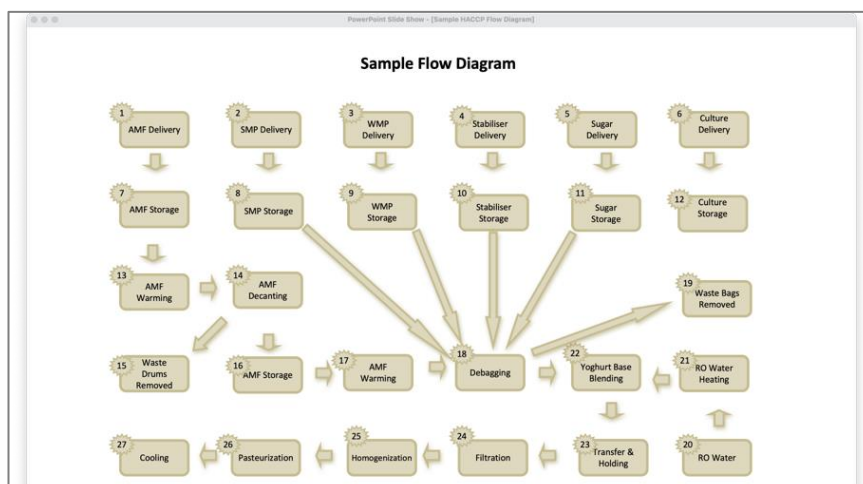 PowerPoint Slide Show - [Sample HACCP Flow Diagram]
Sample Flow Diagram
1
AMF Delivery
2
SMP Delivery
3
WMP
Delivery
4
Stabiliser
Delivery
5
Sugar
Delivery
6
Culture
Delivery
7
AMF Storage
8
SMP Storage
9
WMP
Storage
10
Stabiliser
Storage
11
Sugar
Storage
12
Culture
Storage
13
AMF
Warming
14
AMF
Decanting
19
Waste Bags
Removed
15
Waste
Drums
Removed
16
AMF Storage
17
AMF
Warming
18
Debagging
22
Yoghurt Base
Blending
21
RO Water
Heating
27
Cooling
26
Pasteurization
25
Homogenization
24
Filtration
23
Transfer &
Holding
20
RO Water